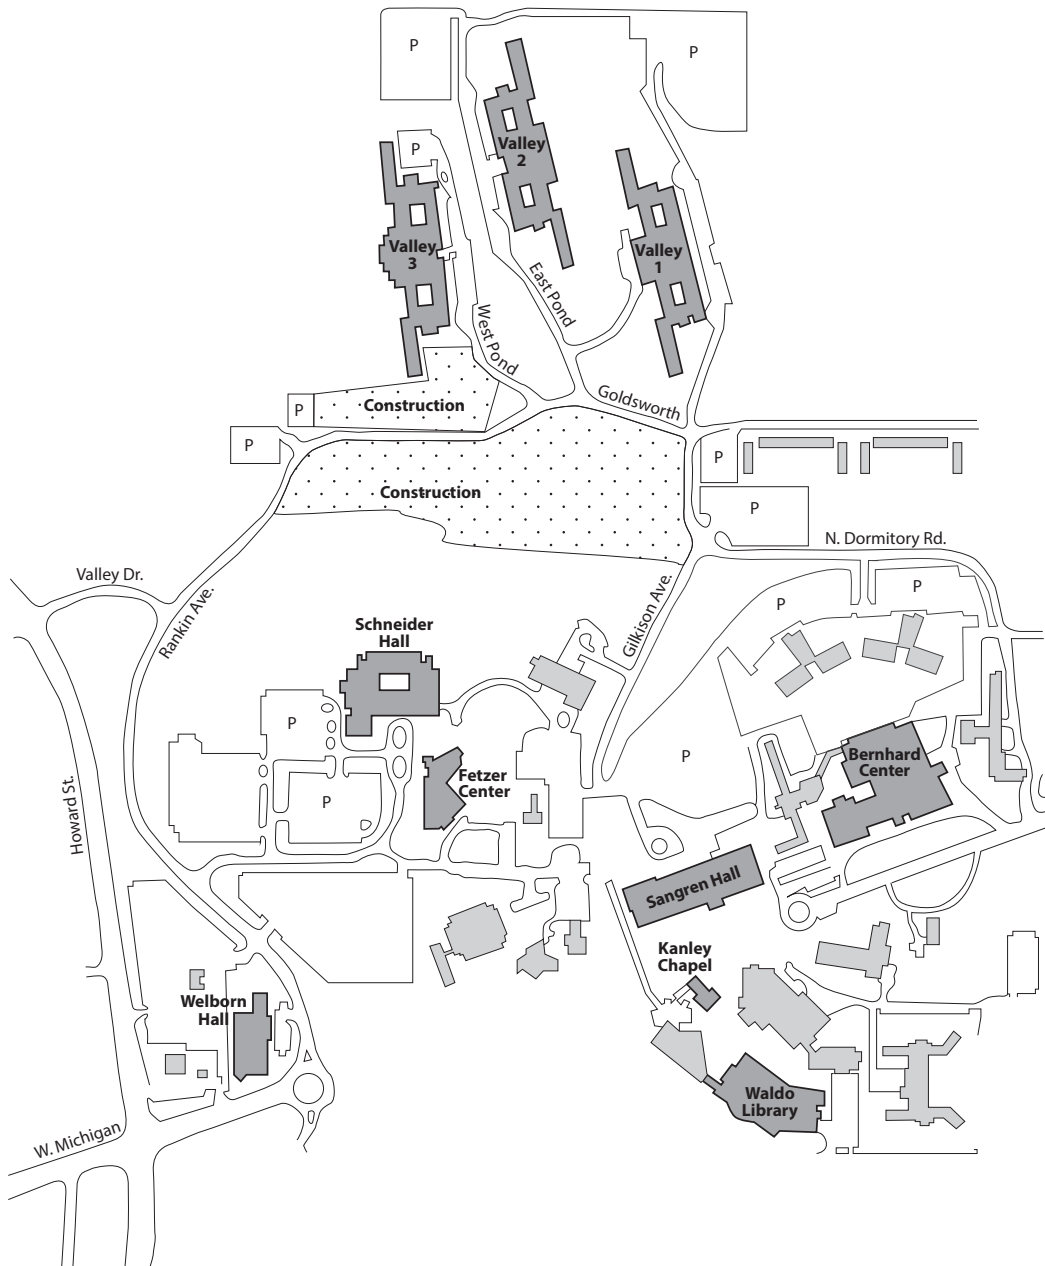 P
P
Valley
2
P
Valley
3
Valley
1
East Pond
West Pond
Goldsworth
P
Construction
P
P
Construction
P
N. Dormitory Rd.
Valley Dr.
Rankin Ave.
Gilkison Ave.
P
P
Schneider
Hall
P
P
Bernhard
Center
Fetzer
Center
P
Howard St.
Sangren Hall
Kanley
Chapel
Welborn
Hall
Waldo
Library
W. Michigan